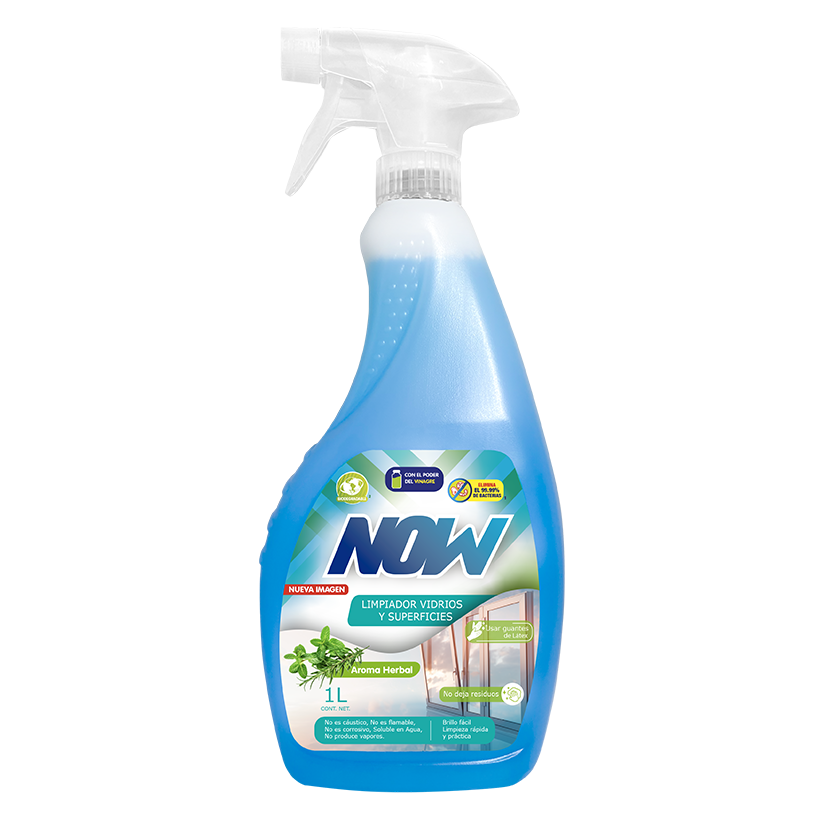 CON EL PODER
DEL VINAGRE
BIODEGRADABLE
ELIMINA
EL 95.99%
DE BACTERIAS
NOW
NUEVA IMAGEN
LIMPIADOR VIDRIOS
Y SUPERFICIES
Usar guantes
de Látex
Aroma Herbal
1L
CONT. NET.
No deja residuos
No es cáustico, No es flamable,
No es corrosivo, Soluble en Agua,
No produce vapores.
Brillo fácil
Limpieza rápida
y práctica